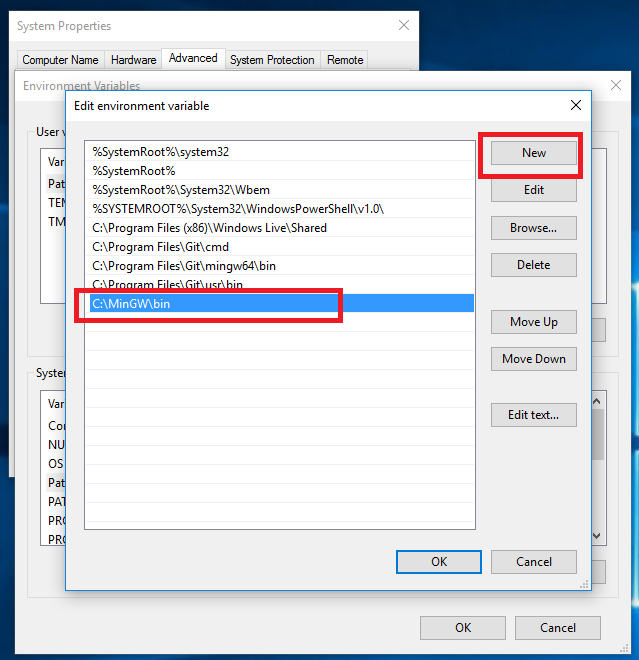 System Properties
Computer Name
Hardware
Advanced
System Protection
Remote
Environment Variables
Edit environment variable
User v
Var
Pat
TEM
TM
%SystemRoot%\system32
%SystemRoot%
%SystemRoot%\System32\Wbem
%SYSTEMROOT%\System32\WindowsPowerShell\v1.0\
C:\Program Files (x86)\Windows Live\Shared
C:\Program Files\Git\cmd
C:\Program Files\Git\mingw64\bin
C:\Program Files\Git\usr\bin
C:\MinGW\bin
New
Edit
Browse...
Delete
Move Up
Move Down
Edit text...
System
Var
Cor
NU
OS
Pat
PAT
PRO
PRO
OK
Cancel
OK
Cancel